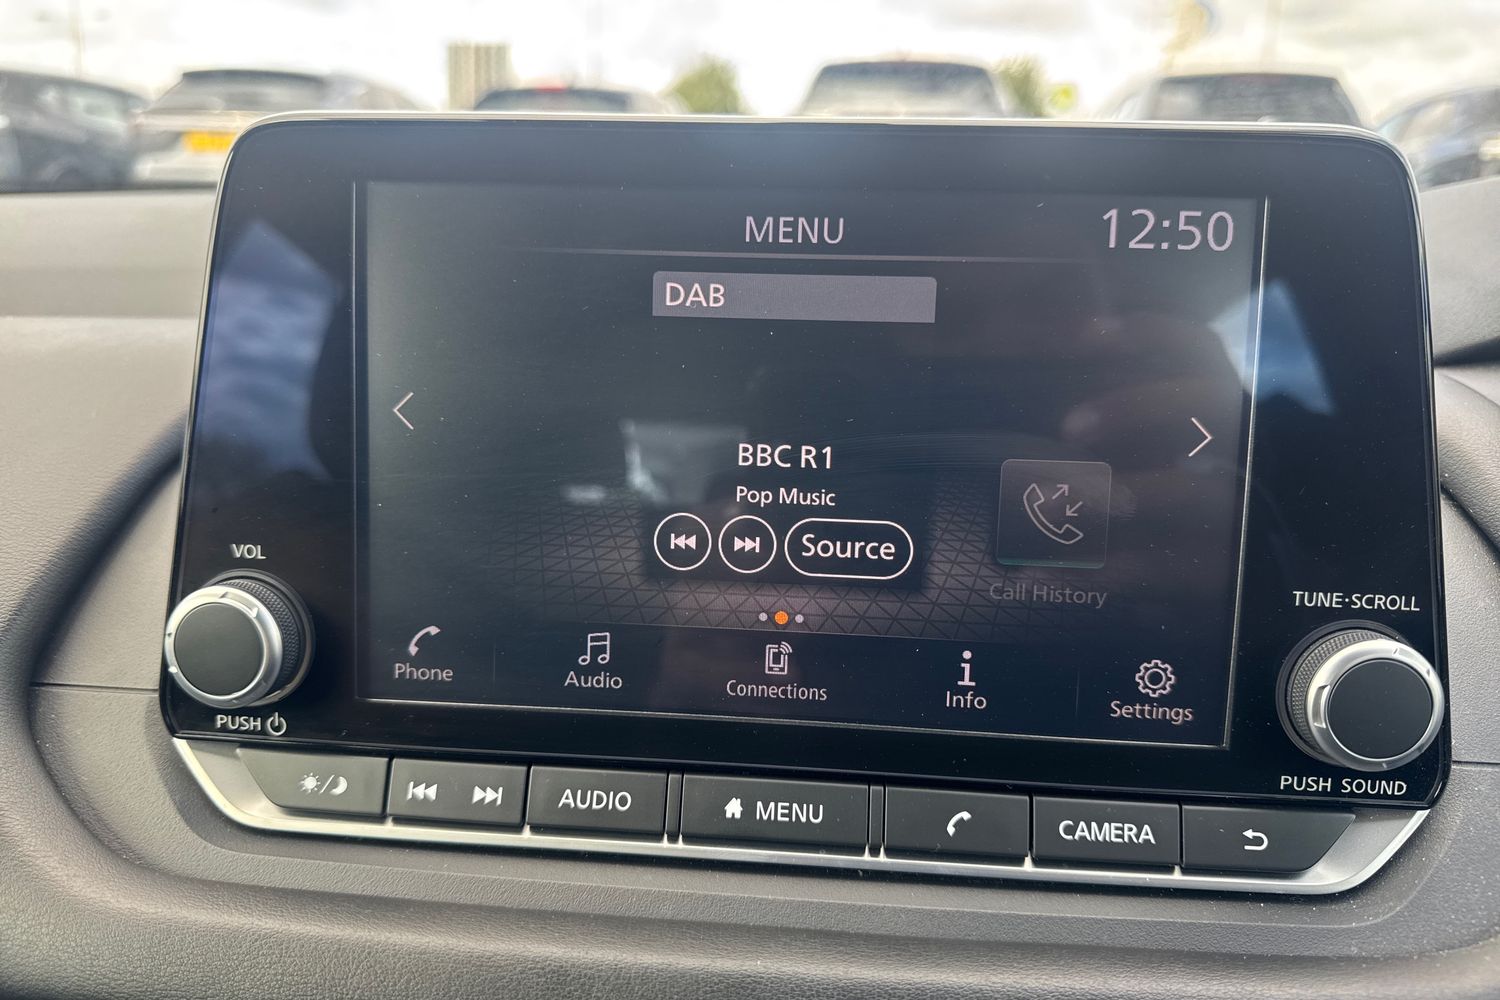 MENU
12:50
DAB
BBC R1
Pop Music
Source
Call History
Phone
Audio
Connections
Info
Settings
VOL
PUSH
TUNE·SCROLL
PUSH SOUND
AUDIO
MENU
CAMERA